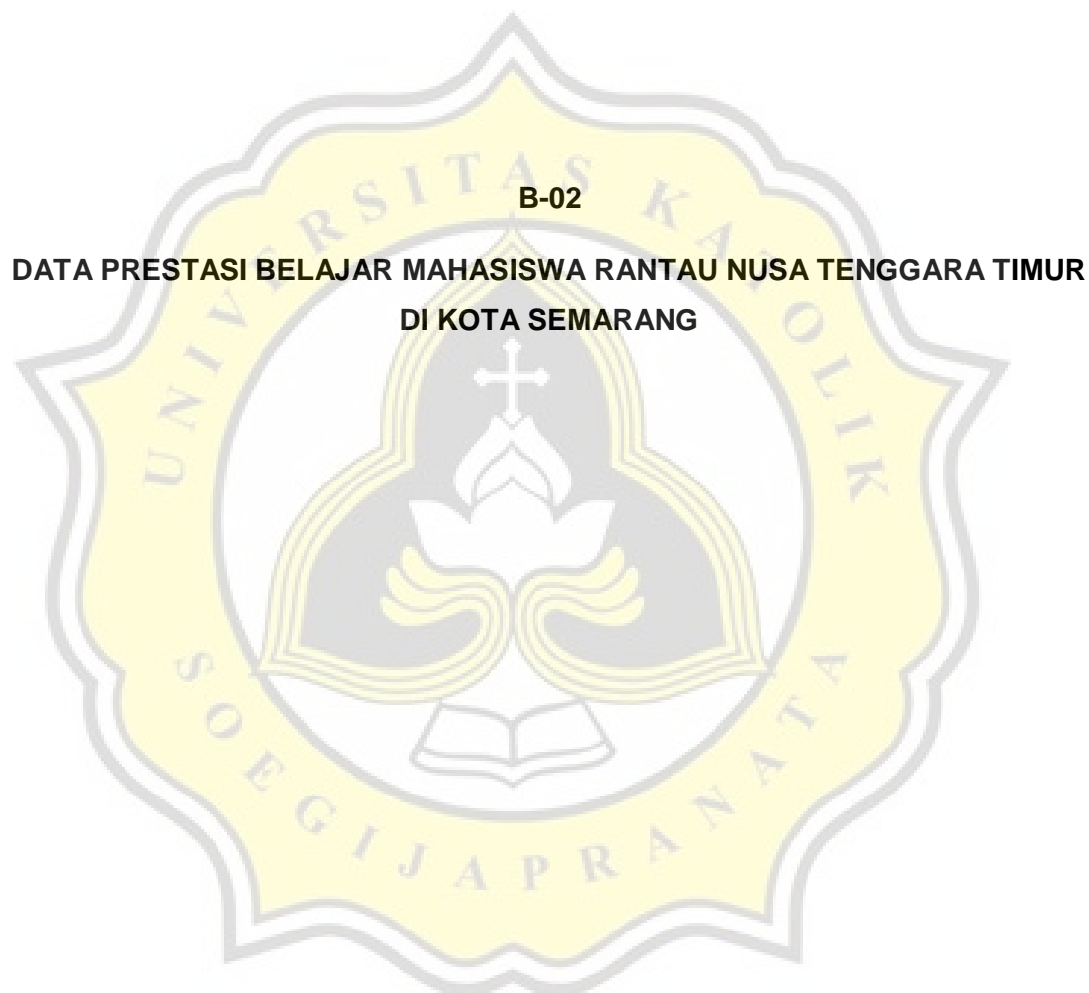 B-02
DATA PRESTASI BELAJAR MAHASISWA RANTAU NUSA TENGGARA TIMUR
DI KOTA SEMARANG
UNIVERSITAS KATOLIK
SOEGIJAPRANATA